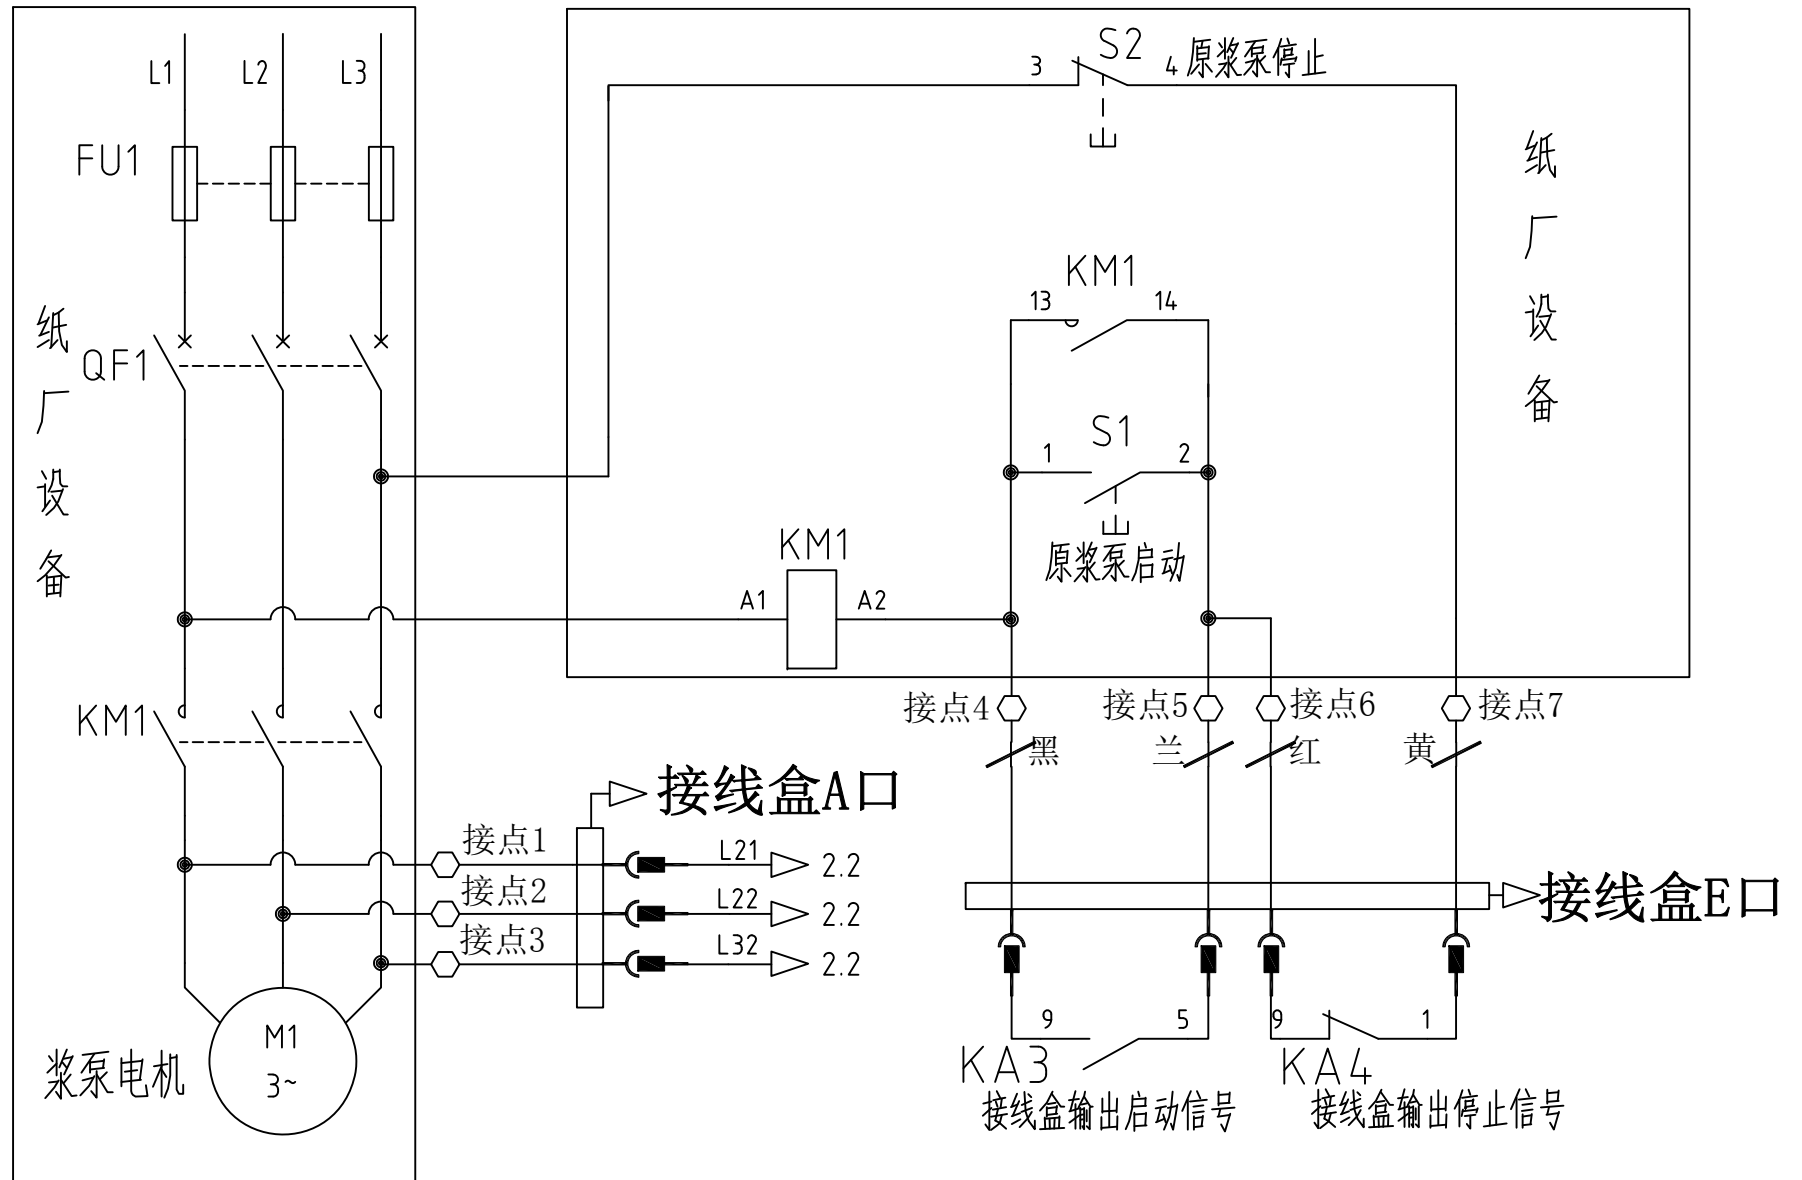 L1
L2
L3
FU1
纸厂设备
QF1
KM1
浆泵电机
M1
3~
S2
3
4
原浆泵停止
纸厂设备
KM1
13
14
S1
1
2
原浆泵启动
KM1
A1
A2
接点4
接点5
接点6
接点7
黑
兰
红
黄
接线盒A口
接点1
L21
2.2
接点2
L22
2.2
接点3
L32
2.2
接线盒E口
9
5
9
1
KA3
KA4
接线盒输出启动信号
接线盒输出停止信号